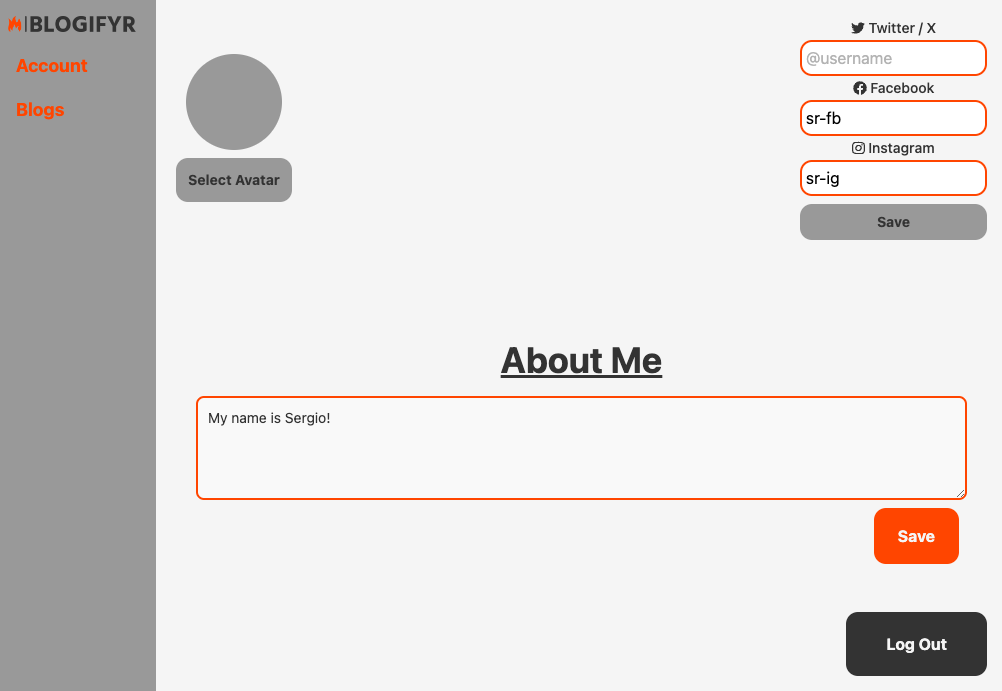 BLOGIFYR
Account
Blogs
Select Avatar
Twitter / X
@username
Facebook
sr-fb
Instagram
sr-ig
Save
About Me
My name is Sergio!
Save
Log Out